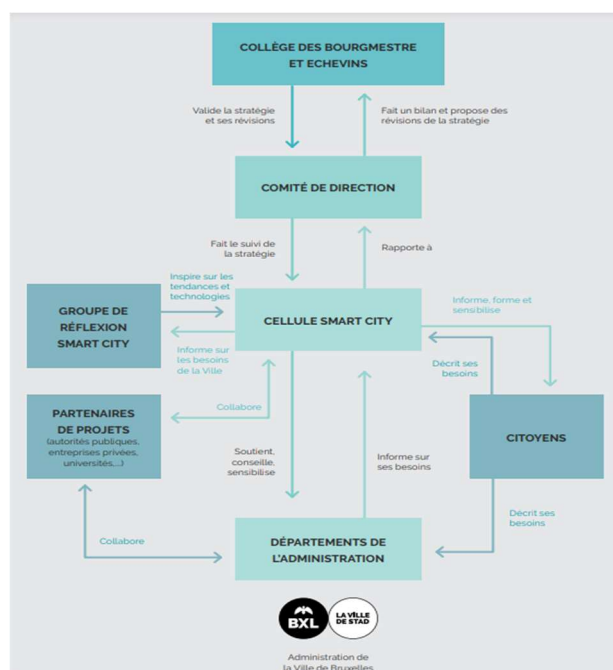 COLLÈGE DES BOURGMESTRE
ET ECHEVINS
Valide la stratégie
et ses révisions
Fait un bilan et propose des
révisions de la stratégie
COMITÉ DE DIRECTION
Fait le suivi de
la stratégie
Rapporte à
Inspire sur les
tendances et
technologies
GROUPE DE
RÉFLEXION
SMART CITY
CELLULE SMART CITY
Informe, forme et
sensibilise
Informe sur
les besoins
de la Ville
Décrit ses
besoins
PARTENAIRES
DE PROJETS
(autorités publiques,
entreprises privées,
universités,...)
Collabore
CITOYENS
Soutient,
conseille,
sensibilise
Informe sur
ses besoins
Décrit ses
besoins
Collabore
DÉPARTEMENTS DE
L'ADMINISTRATION
BXL
LA VILLE
DE STAD
Administration de
la Ville de Bruxelles